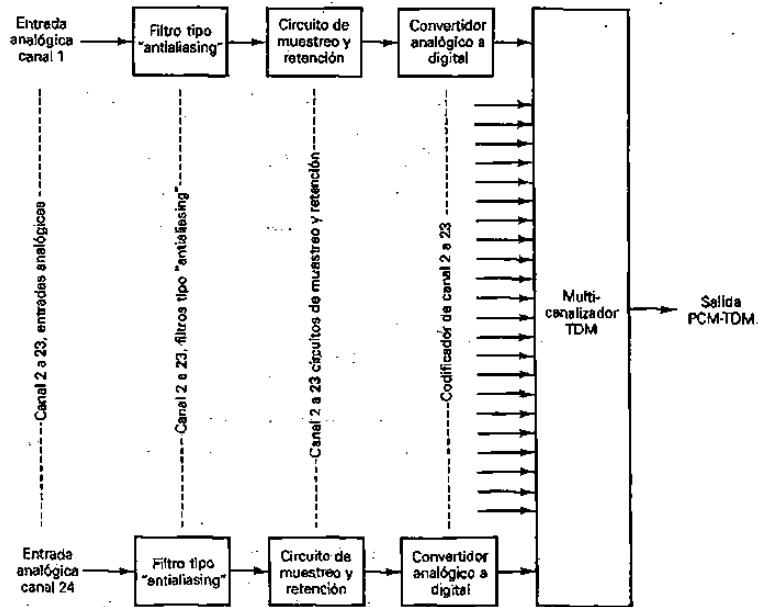 Entrada
analógica
canal 1
Filtro tipo
"antialiasing"
Circuito de
muestreo y
retención
Convertidor
analógico a
digital
Canal 2 a 23, entradas analógicas
Canal 2 a 23, filtros tipo "antialiasing"
Canal 2 a 23 circuitos de muestreo y retención
Codificador de canal 2 a 23
Multi-
canalizador
TDM
Salida
PCM-TDM.
Entrada
analógica
canal 24
Filtro tipo
"antialiasing"
Circuito de
muestreo y
retención
Convertidor
analógico a
digital